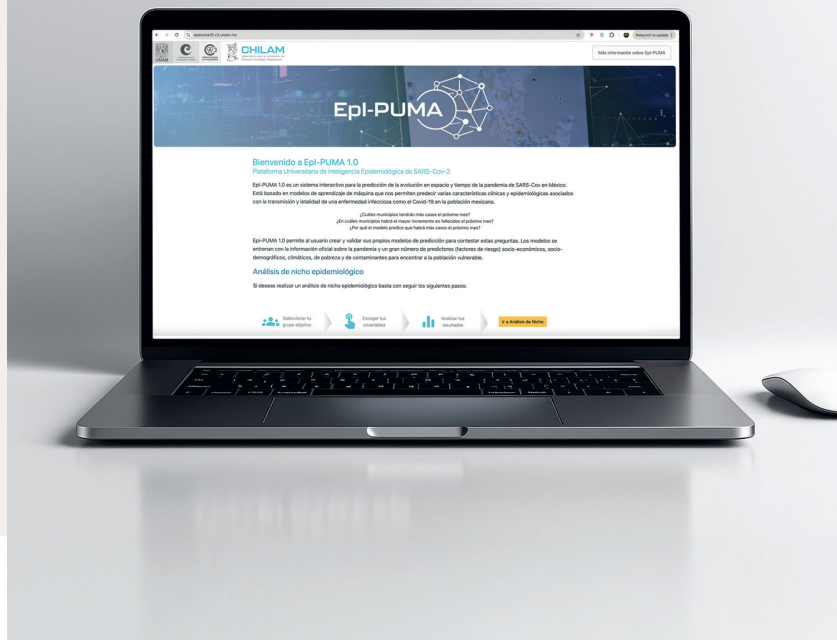 epipuma10.c3.unam.mx
Relaunch to update
UNAM
CHILAM
Más información sobre EpI-PUMA
EpI-PUMA
Bienvenido a EpI-PUMA 1.0
Plataforma Universitaria de Inteligencia Epidemiológica de SARS-Cov-2
EpI-PUMA 1.0 es un sistema interactivo para la predicción de la evolución en espacio y tiempo de la pandemia de SARS-Cov en México.
Está basado en modelos de aprendizaje de máquina que nos permiten predecir varias características clínicas y epidemiológicas asociados
con la transmisión y letalidad de una enfermedad infecciosa como el Covid-19 en la población mexicana.
¿Cuáles municipios tendrán más casos el próximo mes?
¿En cuáles municipios habrá el mayor incremento en fallecidos el próximo mes?
¿Por qué el modelo predice que habrá más casos el próximo mes?
EpI-PUMA 1.0 permite al usuario crear y validar sus propios modelos de predicción para contestar estas preguntas. Los modelos se
entrenan con la información oficial sobre la pandemia y un gran número de predictores (factores de riesgo) socio-económicos, socio-
demográficos, climáticos, de pobreza y de contaminantes para encontrar a la población vulnerable.
Análisis de nicho epidemiológico
Si deseas realizar un análisis de nicho epidemiológico basta con seguir los siguientes pasos:
Seleccionar tu
grupo objetivo
Escoger tus
covariables
Analizar tus
resultados
Ir a Análisis de Nicho